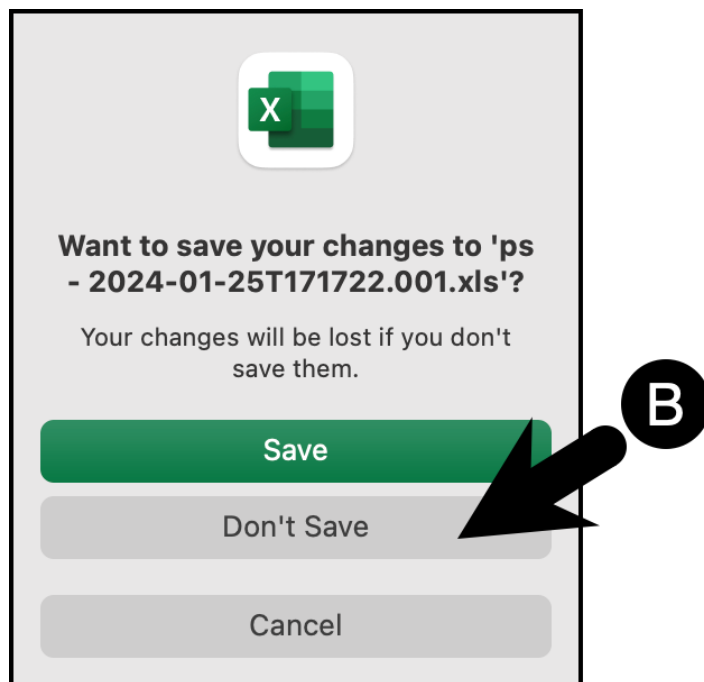 X
Want to save your changes to 'ps
- 2024-01-25T171722.001.xls'?
Your changes will be lost if you don't
save them.
Save
B
Don't Save
Cancel